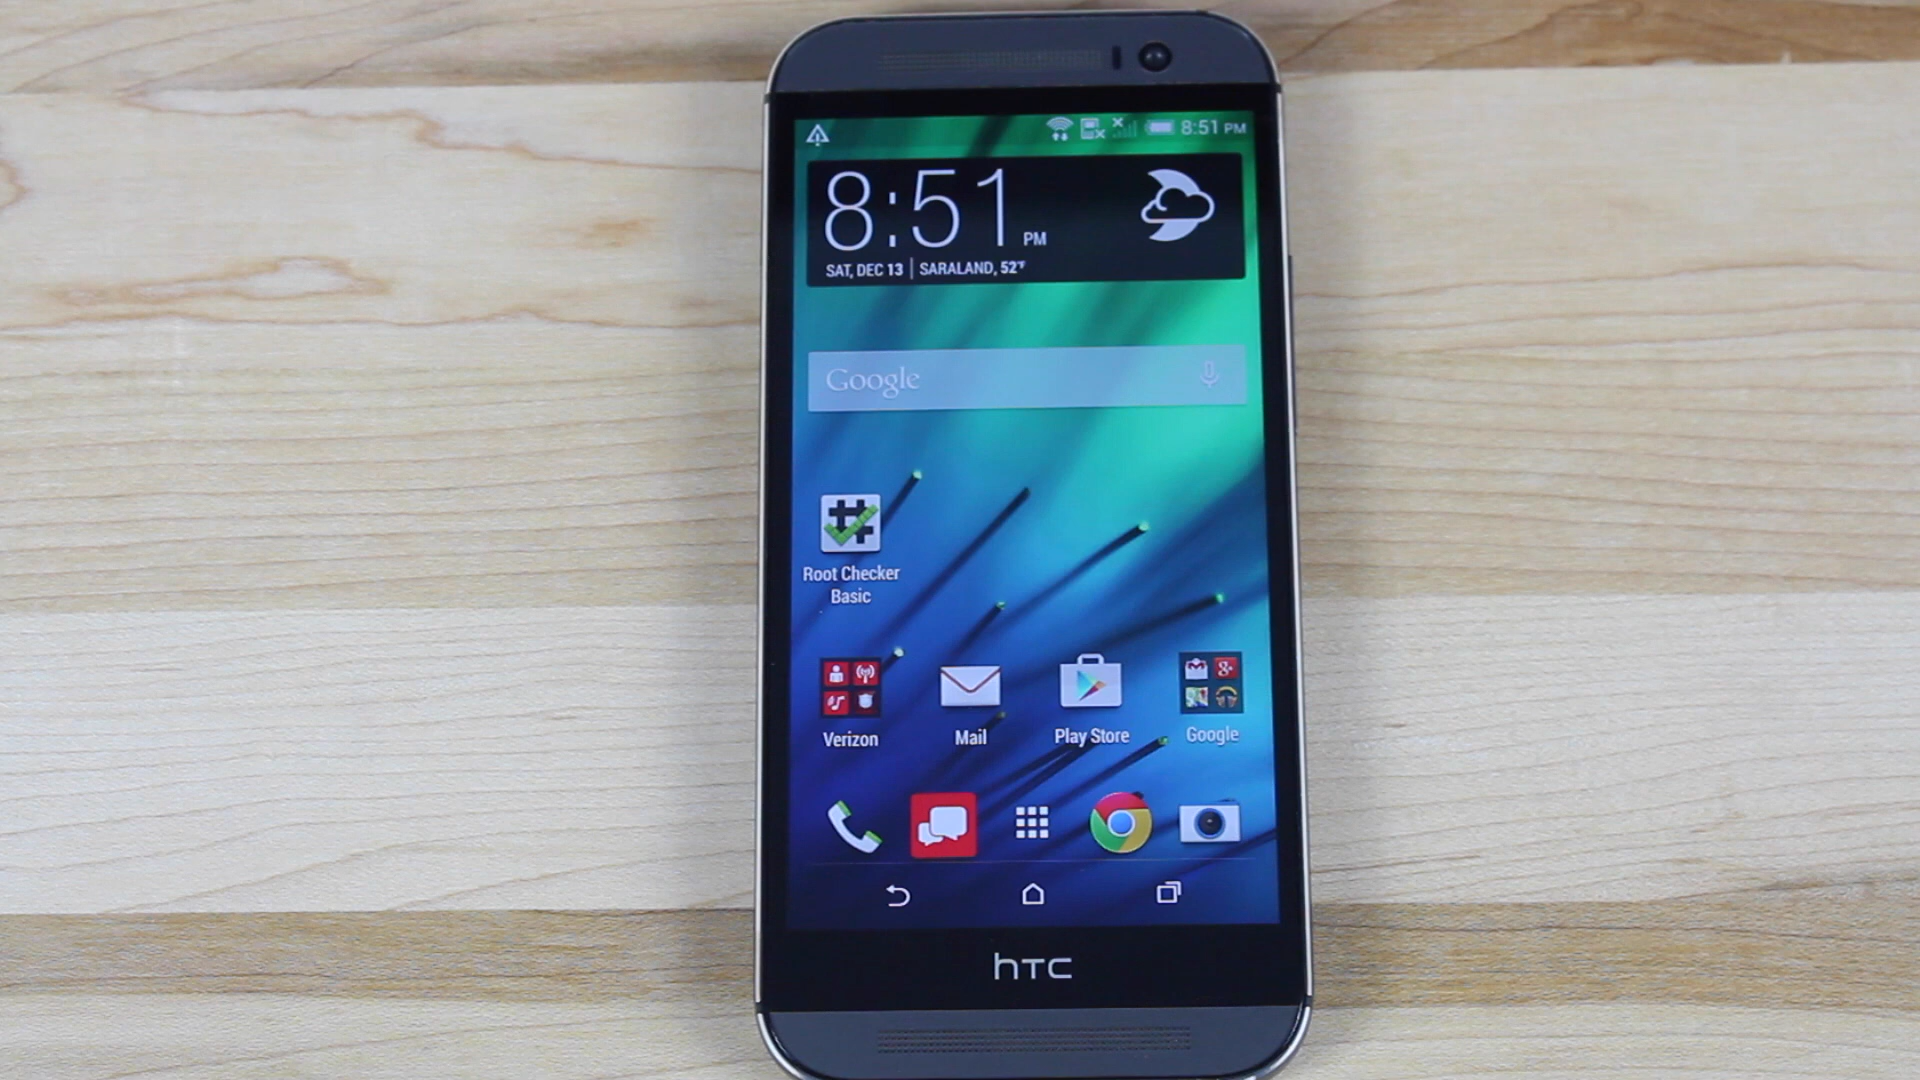 8:51 PM
8:51 PM
SAT, DEC 13 | SARALAND, 52°F
Google
Root Checker
Basic
Verizon
Mail
Play Store
Google
hTC